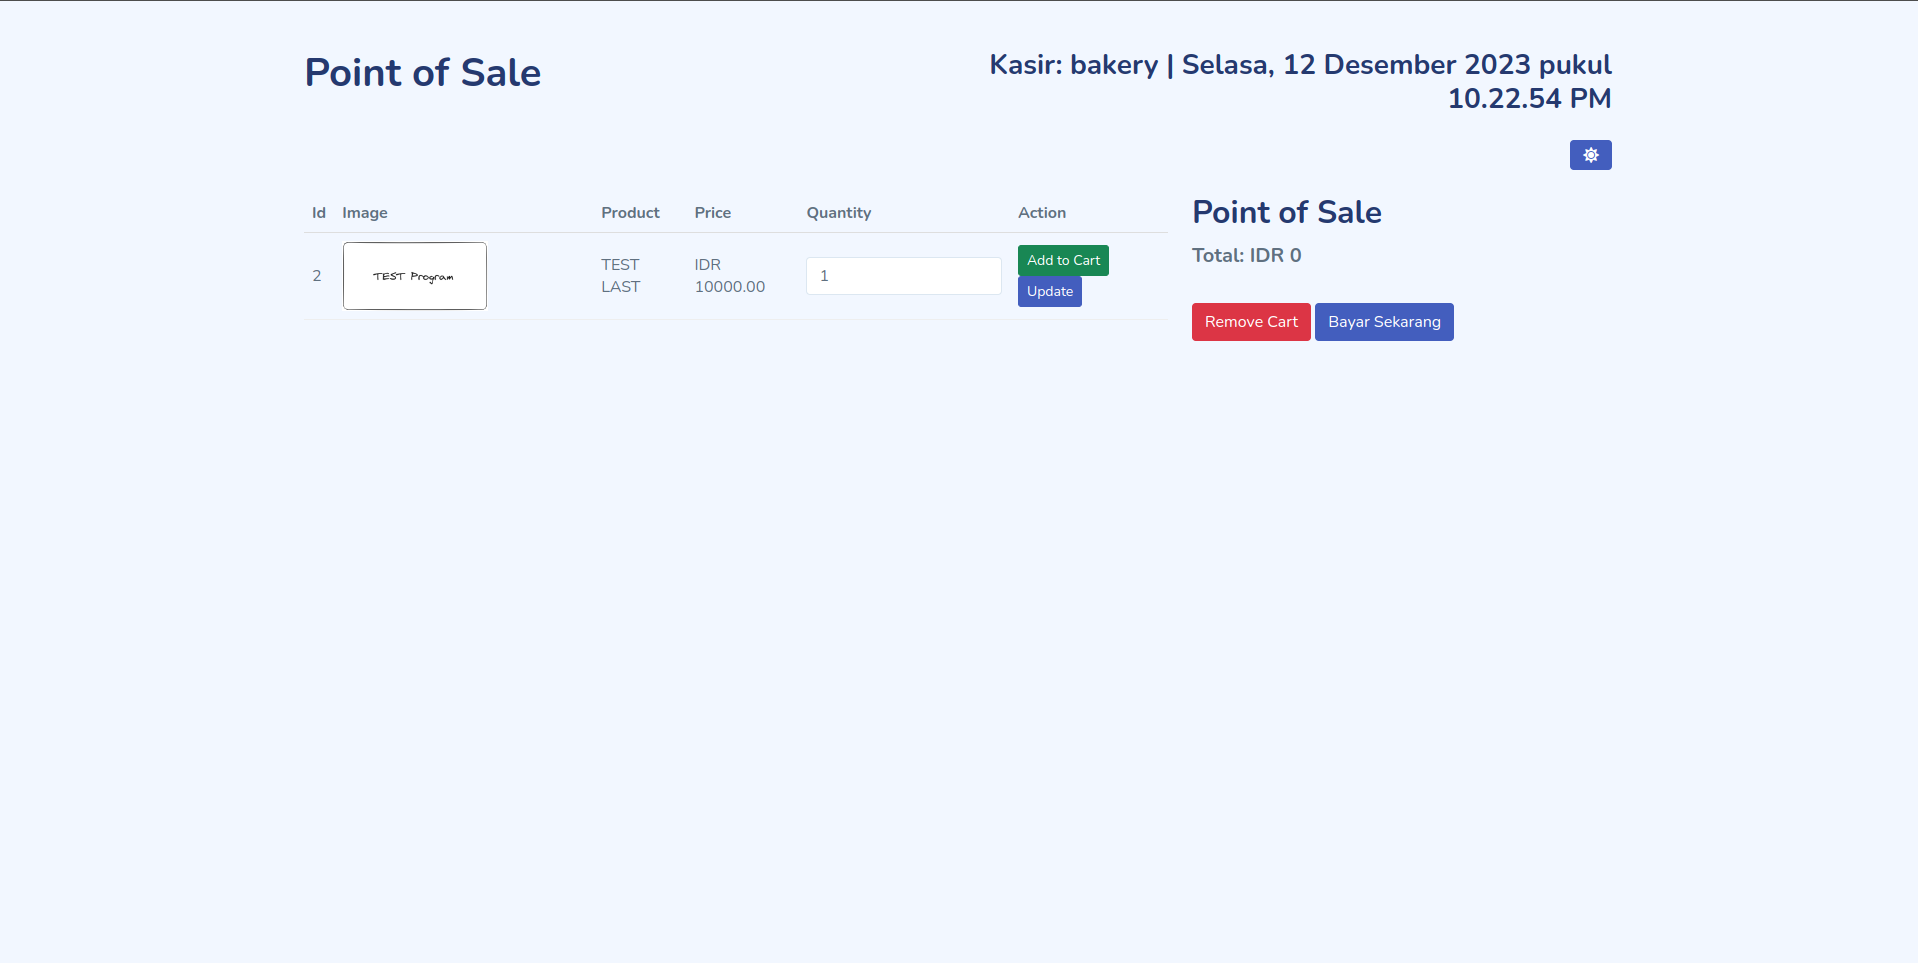 Point of Sale
Kasir: bakery | Selasa, 12 Desember 2023 pukul
10.22.54 PM
Id Image Product Price Quantity Action
2 TEST Program TEST LAST IDR 10000.00 1 Add to Cart
Update
Point of Sale
Total: IDR 0
Remove Cart Bayar Sekarang